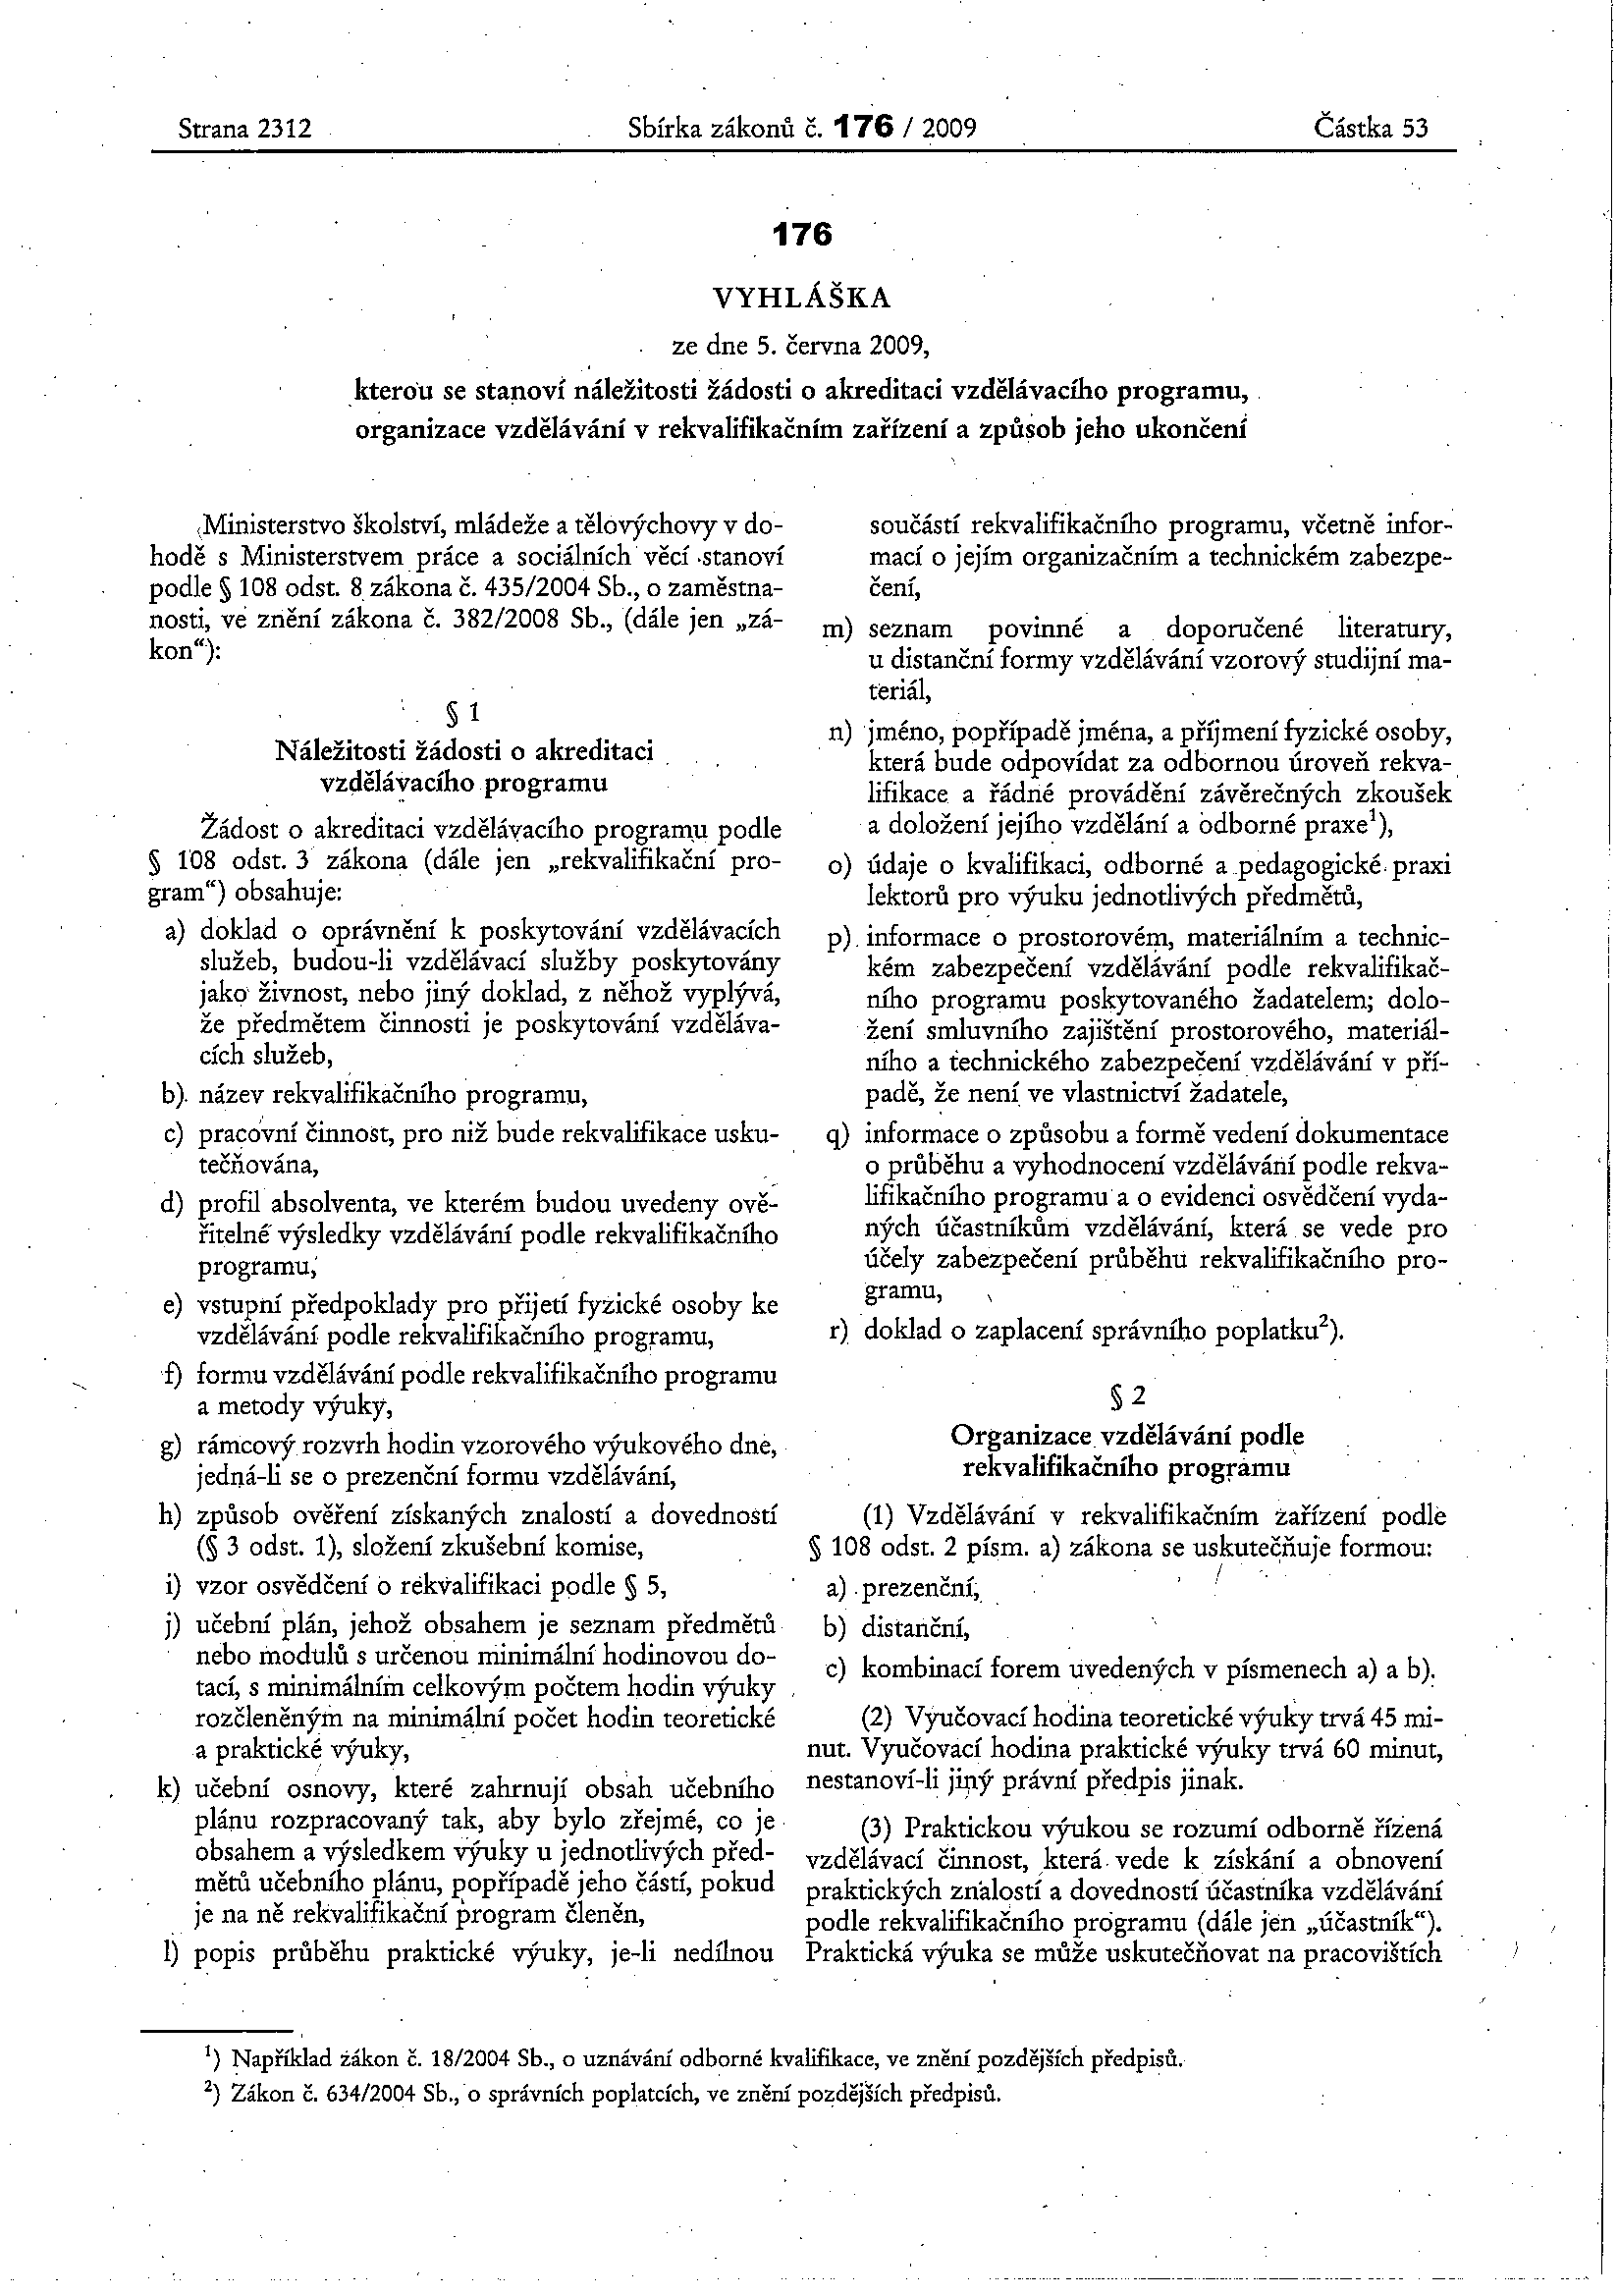 Strana 2312
Sbírka zákonů č. 176 / 2009
Částka 53
176
VYHLÁŠKA
ze dne 5. června 2009,
kterou se stanoví náležitosti žádosti o akreditaci vzdělávacího programu,
organizace vzdělávání v rekvalifikačním zařízení a způsob jeho ukončení
Ministerstvo školství, mládeže a tělovýchovy v do-
hodě s Ministerstvem práce a sociálních věcí stanoví
podle § 108 odst. 8 zákona č. 435/2004 Sb., o zaměstna-
nosti, ve znění zákona č. 382/2008 Sb., (dále jen „zá-
kon“):
§ 1
Náležitosti žádosti o akreditaci
vzdělávacího programu
Žádost o akreditaci vzdělávacího programu podle
§ 108 odst. 3 zákona (dále jen „rekvalifikační pro-
gram“) obsahuje:
a) doklad o oprávnění k poskytování vzdělávacích
služeb, budou-li vzdělávací služby poskytovány
jako živnost, nebo jiný doklad, z něhož vyplývá,
že předmětem činnosti je poskytování vzděláva-
cích služeb,
b) název rekvalifikačního programu,
c) pracovní činnost, pro niž bude rekvalifikace usku-
tečňována,
d) profil absolventa, ve kterém budou uvedeny ově-
řitelné výsledky vzdělávání podle rekvalifikačního
programu,
e) vstupní předpoklady pro přijetí fyzické osoby ke
vzdělávání podle rekvalifikačního programu,
f) formu vzdělávání podle rekvalifikačního programu
a metody výuky,
g) rámcový rozvrh hodin vzorového výukového dne,
jedná-li se o prezenční formu vzdělávání,
h) způsob ověření získaných znalostí a dovedností
(§ 3 odst. 1), složení zkušební komise,
i) vzor osvědčení o rekvalifikaci podle § 5,
j) učební plán, jehož obsahem je seznam předmětů
nebo modulů s určenou minimální hodinovou do-
tací, s minimálním celkovým počtem hodin výuky
rozčleněným na minimální počet hodin teoretické
a praktické výuky,
k) učební osnovy, které zahrnují obsah učebního
plánu rozpracovaný tak, aby bylo zřejmé, co je
obsahem a výsledkem výuky u jednotlivých před-
mětů učebního plánu, popřípadě jeho částí, pokud
je na ně rekvalifikační program členěn,
l) popis průběhu praktické výuky, je-li nedílnou
součástí rekvalifikačního programu, včetně infor-
mací o jejím organizačním a technickém zabezpe-
čení,
m) seznam povinné a doporučené literatury,
u distanční formy vzdělávání vzorový studijní ma-
teriál,
n) jméno, popřípadě jména, a příjmení fyzické osoby,
která bude odpovídat za odbornou úroveň rekva-
lifikace a řádné provádění závěrečných zkoušek
a doložení jejího vzdělání a odborné praxe¹),
o) údaje o kvalifikaci, odborné a pedagogické praxi
lektorů pro výuku jednotlivých předmětů,
p) informace o prostorovém, materiálním a technic-
kém zabezpečení vzdělávání podle rekvalifikač-
ního programu poskytovaného žadatelem; dolo-
žení smluvního zajištění prostorového, materiál-
ního a technického zabezpečení vzdělávání v pří-
padě, že není ve vlastnictví žadatele,
q) informace o způsobu a formě vedení dokumentace
o průběhu a vyhodnocení vzdělávání podle rekva-
lifikačního programu a o evidenci osvědčení vyda-
ných účastníkům vzdělávání, která se vede pro
účely zabezpečení průběhu rekvalifikačního pro-
gramu,
r) doklad o zaplacení správního poplatku²).
§ 2
Organizace vzdělávání podle
rekvalifikačního programu
(1) Vzdělávání v rekvalifikačním zařízení podle
§ 108 odst. 2 písm. a) zákona se uskutečňuje formou:
a) prezenční,
b) distanční,
c) kombinací forem uvedených v písmenech a) a b).
(2) Vyučovací hodina teoretické výuky trvá 45 mi-
nut. Vyučovací hodina praktické výuky trvá 60 minut,
nestanoví-li jiný právní předpis jinak.
(3) Praktickou výukou se rozumí odborně řízená
vzdělávací činnost, která vede k získání a obnovení
praktických znalostí a dovedností účastníka vzdělávání
podle rekvalifikačního programu (dále jen „účastník“).
Praktická výuka se může uskutečňovat na pracovištích
¹) Například zákon č. 18/2004 Sb., o uznávání odborné kvalifikace, ve znění pozdějších předpisů.
²) Zákon č. 634/2004 Sb., o správních poplatcích, ve znění pozdějších předpisů.